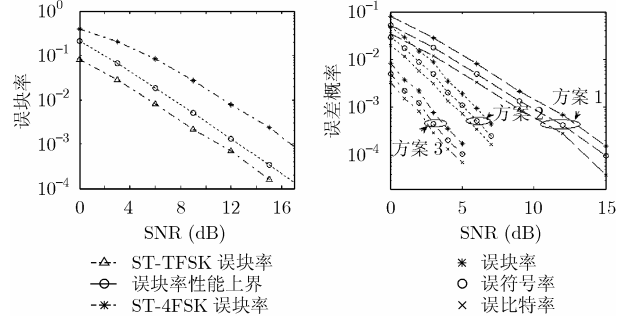 10^0
10^-1
10^-2
10^-3
10^-4
误块率
0 4 8 12 16
SNR (dB)
ST-TFSK 误块率
误块率性能上界
ST-4FSK 误块率
10^-1
10^-2
10^-3
10^-4
误差概率
方案 1
方案 2
方案 3
0 5 10 15
SNR (dB)
误块率
误符号率
误比特率